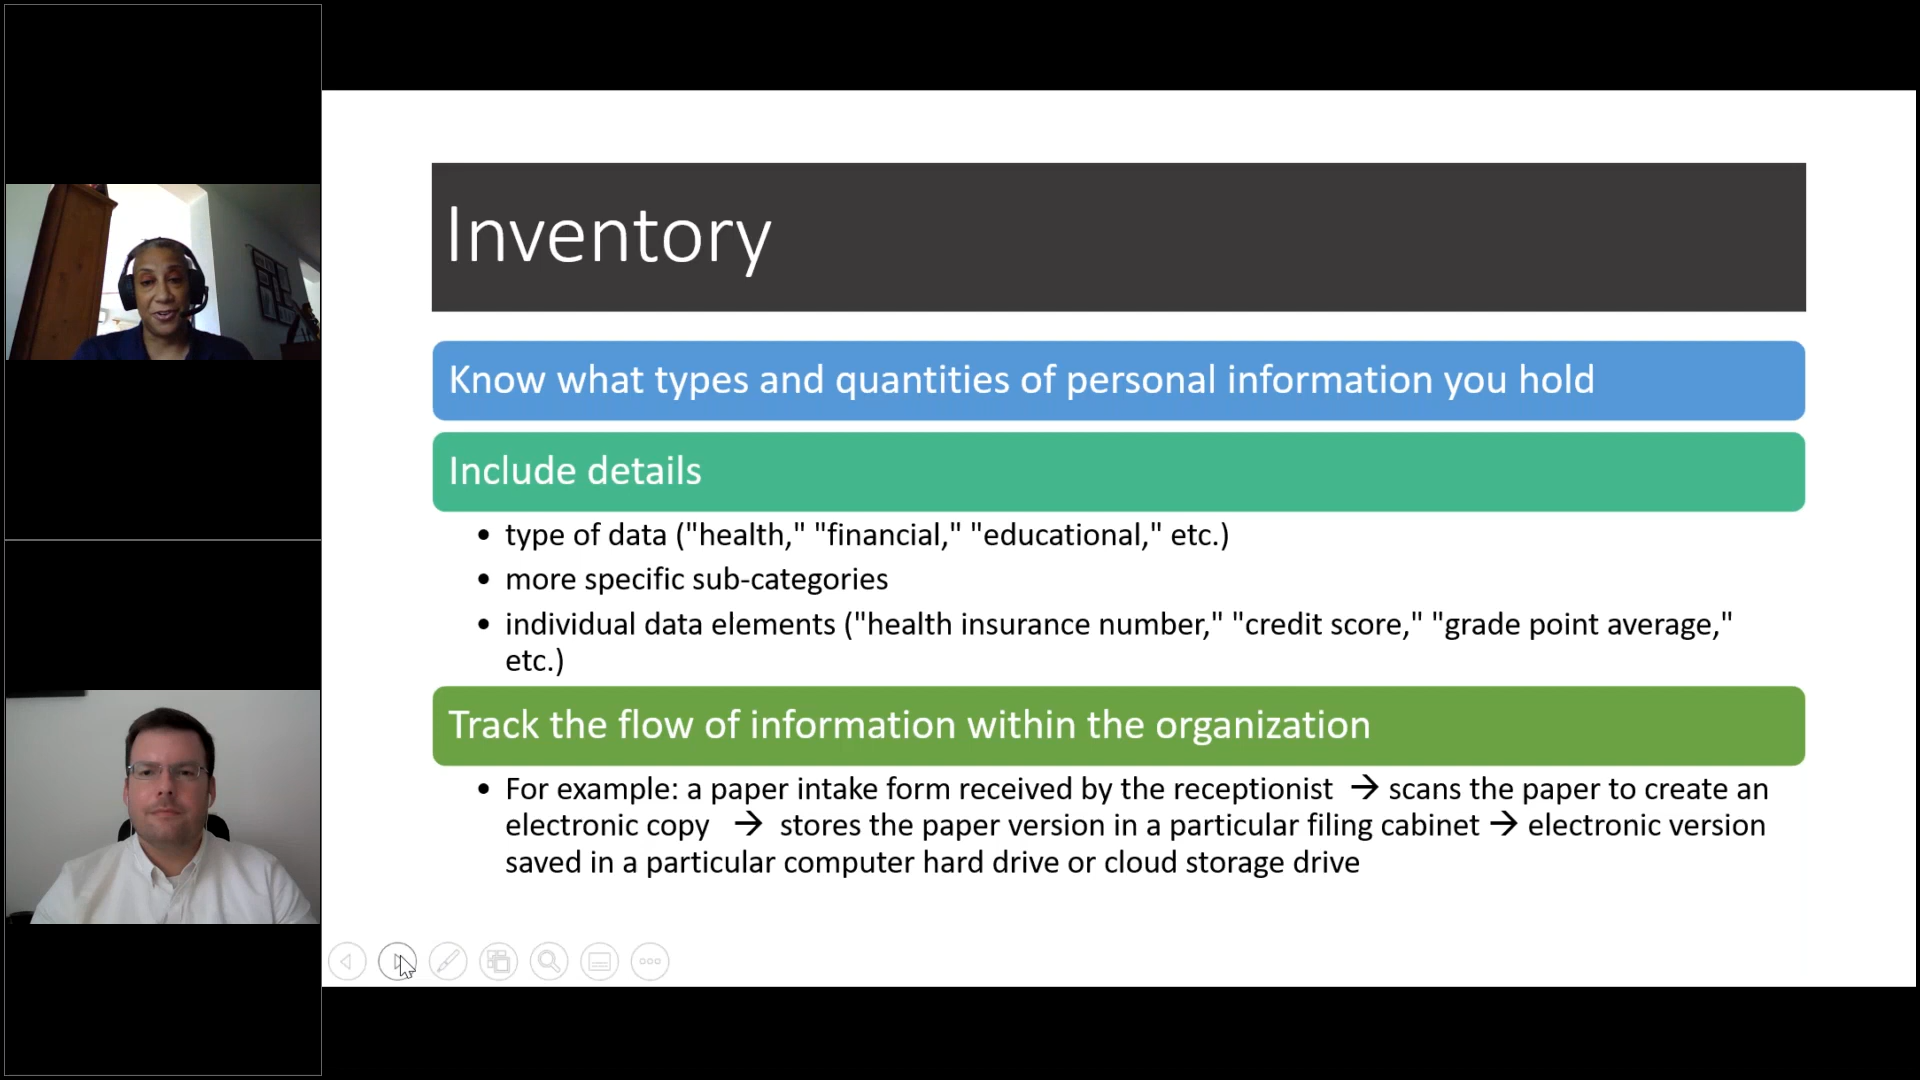 Inventory
Know what types and quantities of personal information you hold
Include details
• type of data ("health," "financial," "educational," etc.)
• more specific sub-categories
• individual data elements ("health insurance number," "credit score," "grade point average,"
etc.)
Track the flow of information within the organization
• For example: a paper intake form received by the receptionist → scans the paper to create an
electronic copy → stores the paper version in a particular filing cabinet → electronic version
saved in a particular computer hard drive or cloud storage drive